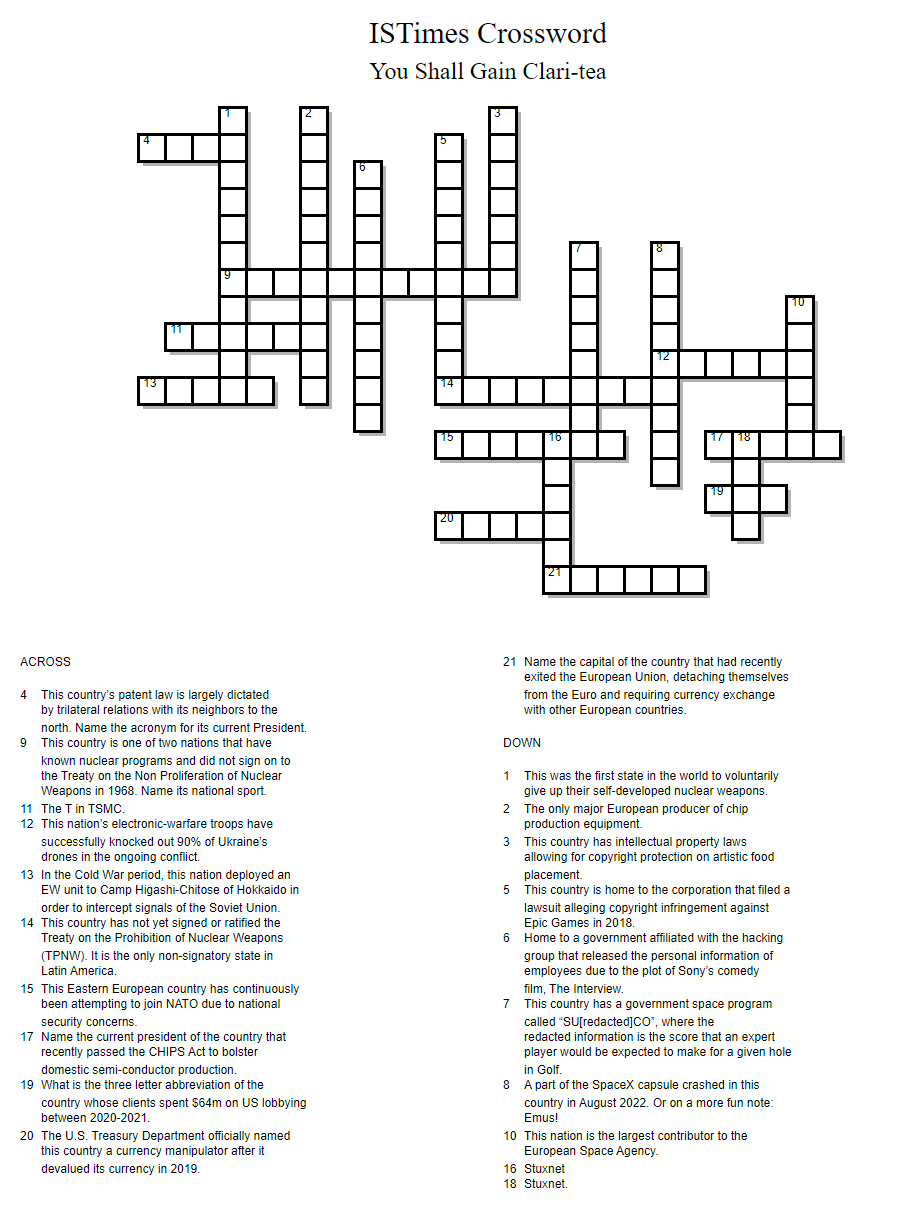 ISTimes Crossword
You Shall Gain Clari-tea
1 2 3
4 5
6
7 8
9
10
11
12
13 14
15 16 17 18
19
20
21
ACROSS
4 This country's patent law is largely dictated
by trilateral relations with its neighbors to the
north. Name the acronym for its current President.
9 This country is one of two nations that have
known nuclear programs and did not sign on to
the Treaty on the Non Proliferation of Nuclear
Weapons in 1968. Name its national sport.
11 The T in TSMC.
12 This nation's electronic-warfare troops have
successfully knocked out 90% of Ukraine's
drones in the ongoing conflict.
13 In the Cold War period, this nation deployed an
EW unit to Camp Higashi-Chitose of Hokkaido in
order to intercept signals of the Soviet Union.
14 This country has not yet signed or ratified the
Treaty on the Prohibition of Nuclear Weapons
(TPNW). It is the only non-signatory state in
Latin America.
15 This Eastern European country has continuously
been attempting to join NATO due to national
security concerns.
17 Name the current president of the country that
recently passed the CHIPS Act to bolster
domestic semi-conductor production.
19 What is the three letter abbreviation of the
country whose clients spent $64m on US lobbying
between 2020-2021.
20 The U.S. Treasury Department officially named
this country a currency manipulator after it
devalued its currency in 2019.
21 Name the capital of the country that had recently
exited the European Union, detaching themselves
from the Euro and requiring currency exchange
with other European countries.
DOWN
1 This was the first state in the world to voluntarily
give up their self-developed nuclear weapons.
2 The only major European producer of chip
production equipment.
3 This country has intellectual property laws
allowing for copyright protection on artistic food
placement.
5 This country is home to the corporation that filed a
lawsuit alleging copyright infringement against
Epic Games in 2018.
6 Home to a government affiliated with the hacking
group that released the personal information of
employees due to the plot of Sony's comedy
film, The Interview.
7 This country has a government space program
called “SU[redacted]CO”, where the
redacted information is the score that an expert
player would be expected to make for a given hole
in Golf.
8 A part of the SpaceX capsule crashed in this
country in August 2022. Or on a more fun note:
Emus!
10 This nation is the largest contributor to the
European Space Agency.
16 Stuxnet
18 Stuxnet.